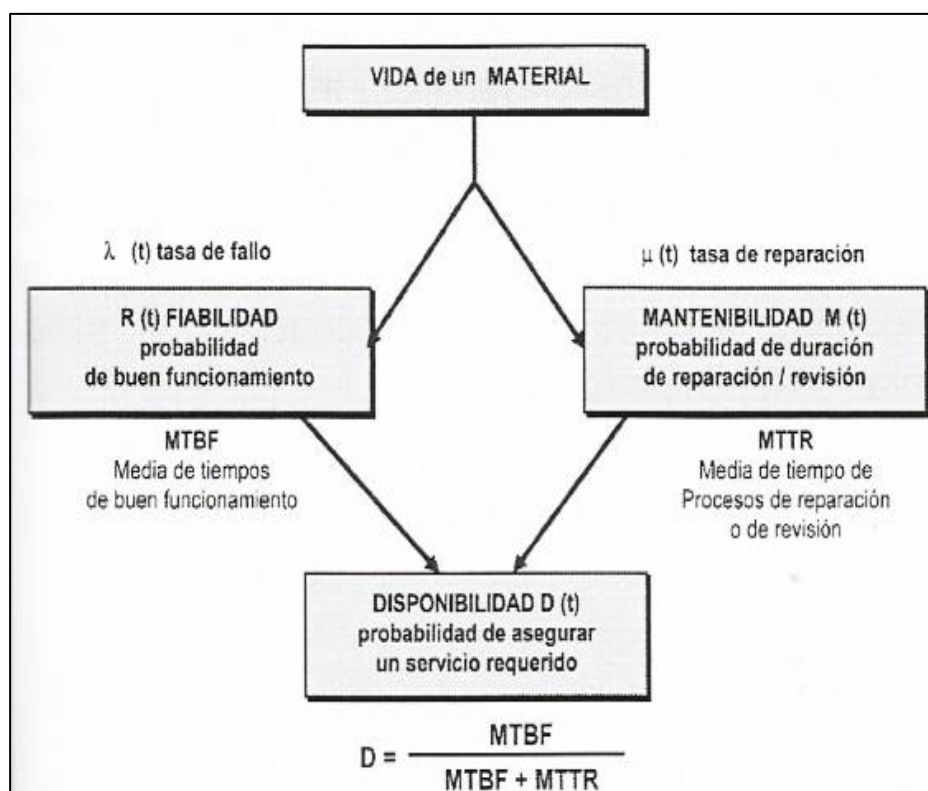 VIDA de un MATERIAL
λ (t) tasa de fallo
R (t) FIABILIDAD
probabilidad
de buen funcionamiento
MTBF
Media de tiempos
de buen funcionamiento
μ (t) tasa de reparación
MANTENIBILIDAD M (t)
probabilidad de duración
de reparación / revisión
MTTR
Media de tiempo de
Procesos de reparación
o de revisión
DISPONIBILIDAD D (t)
probabilidad de asegurar
un servicio requerido
D = MTBF
MTBF + MTTR